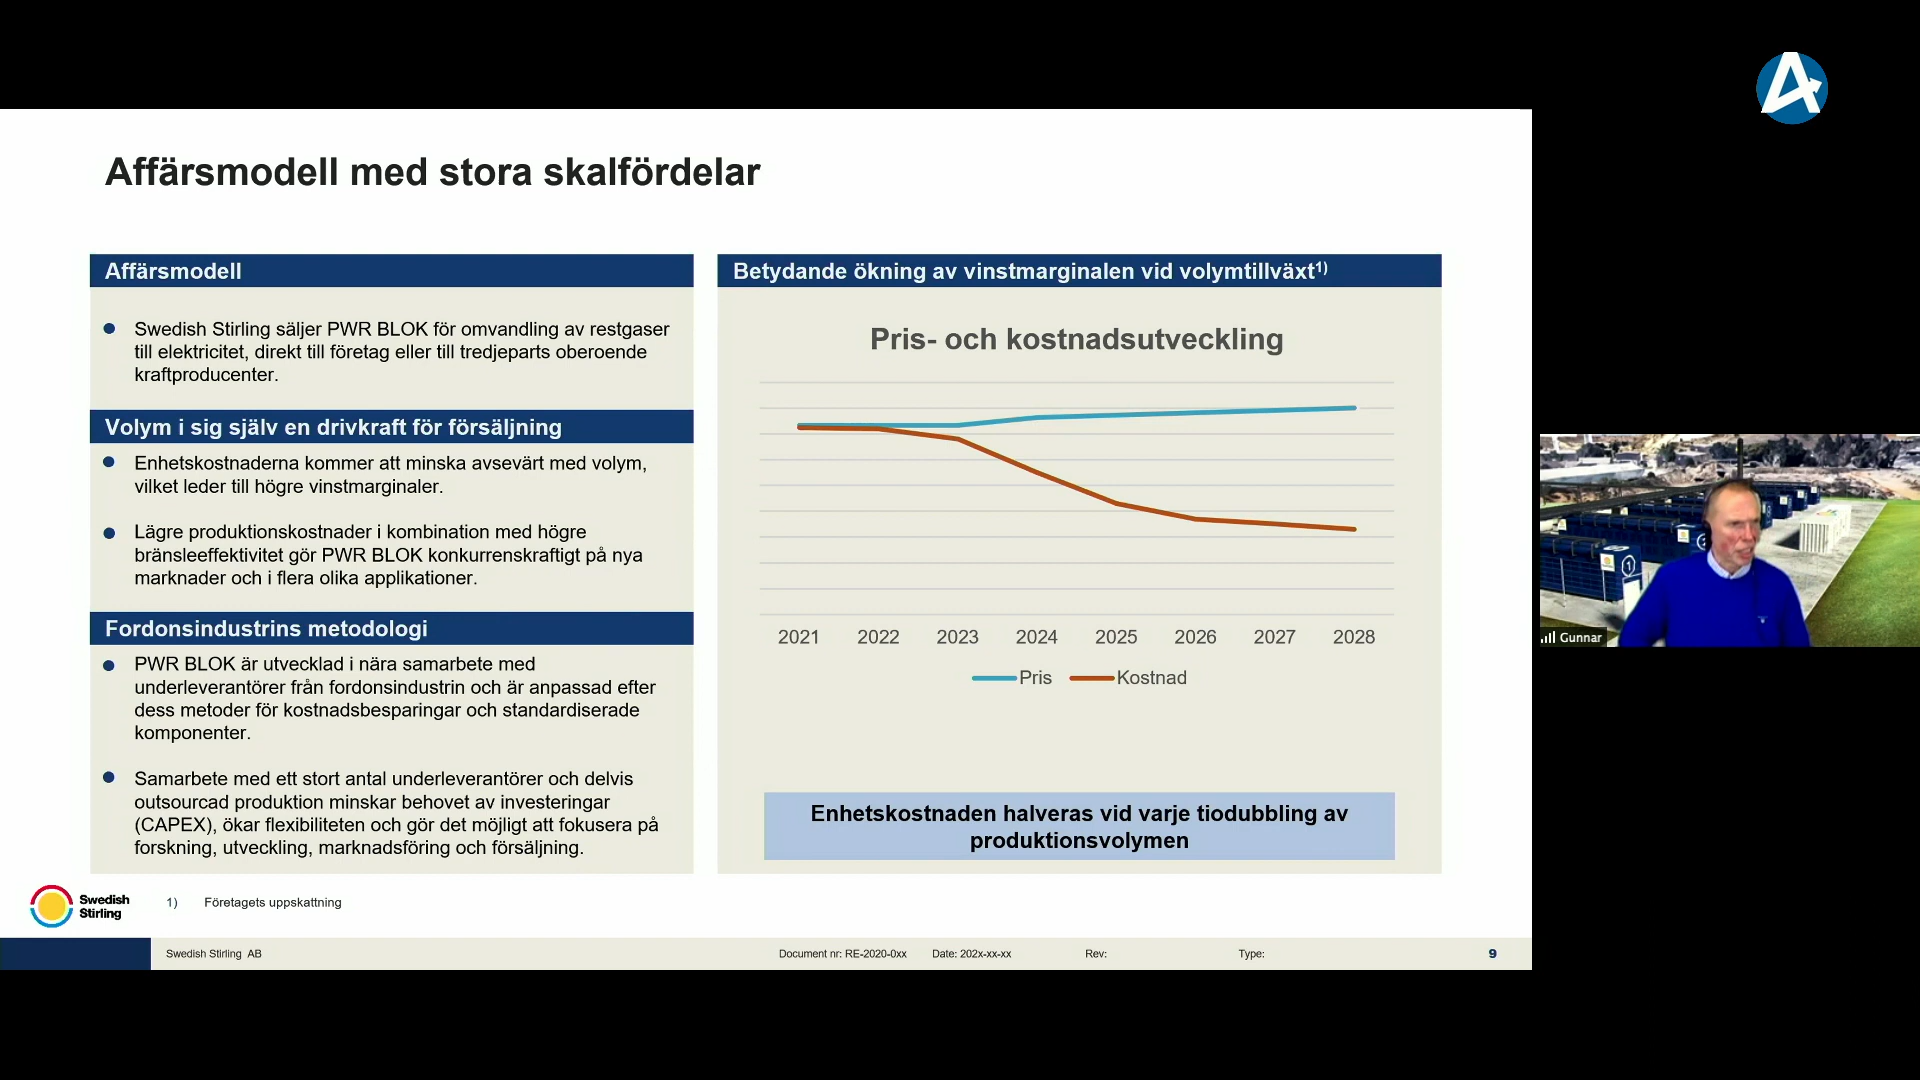 Affärsmodell med stora skalfördelar
Affärsmodell
Swedish Stirling säljer PWR BLOK för omvandling av restgaser
till elektricitet, direkt till företag eller till tredjeparts oberoende
kraftproducenter.
Volym i sig själv en drivkraft för försäljning
Enhetskostnaderna kommer att minska avsevärt med volym,
vilket leder till högre vinstmarginaler.
Lägre produktionskostnader i kombination med högre
bränsleeffektivitet gör PWR BLOK konkurrenskraftigt på nya
marknader och i flera olika applikationer.
Fordonsindustrins metodologi
PWR BLOK är utvecklad i nära samarbete med
underleverantörer från fordonsindustrin och är anpassad efter
dess metoder för kostnadsbesparingar och standardiserade
komponenter.
Samarbete med ett stort antal underleverantörer och delvis
outsourcad produktion minskar behovet av investeringar
(CAPEX), ökar flexibiliteten och gör det möjligt att fokusera på
forskning, utveckling, marknadsföring och försäljning.
Betydande ökning av vinstmarginalen vid volymtillväxt1)
Pris- och kostnadsutveckling
2021 2022 2023 2024 2025 2026 2027 2028
Pris Kostnad
Enhetskostnaden halveras vid varje tiodubbling av
produktionsvolymen
Swedish
Stirling
1) Företagets uppskattning
Swedish Stirling AB Document nr: RE-2020-0xx Date: 202x-xx-xx Rev: Type: 9
Gunnar
1